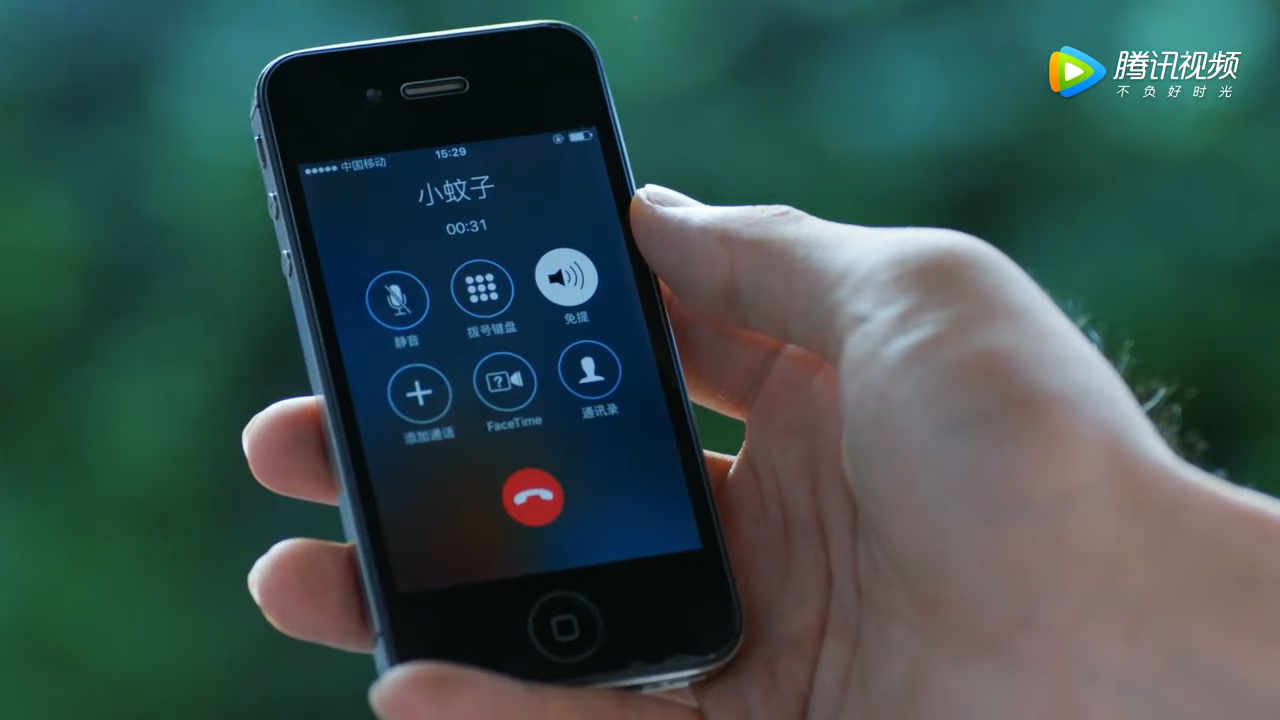 腾讯视频
不负好时光
中国移动
15:29
小蚊子
00:31
静音
拨号键盘
免提
添加通话
FaceTime
通讯录